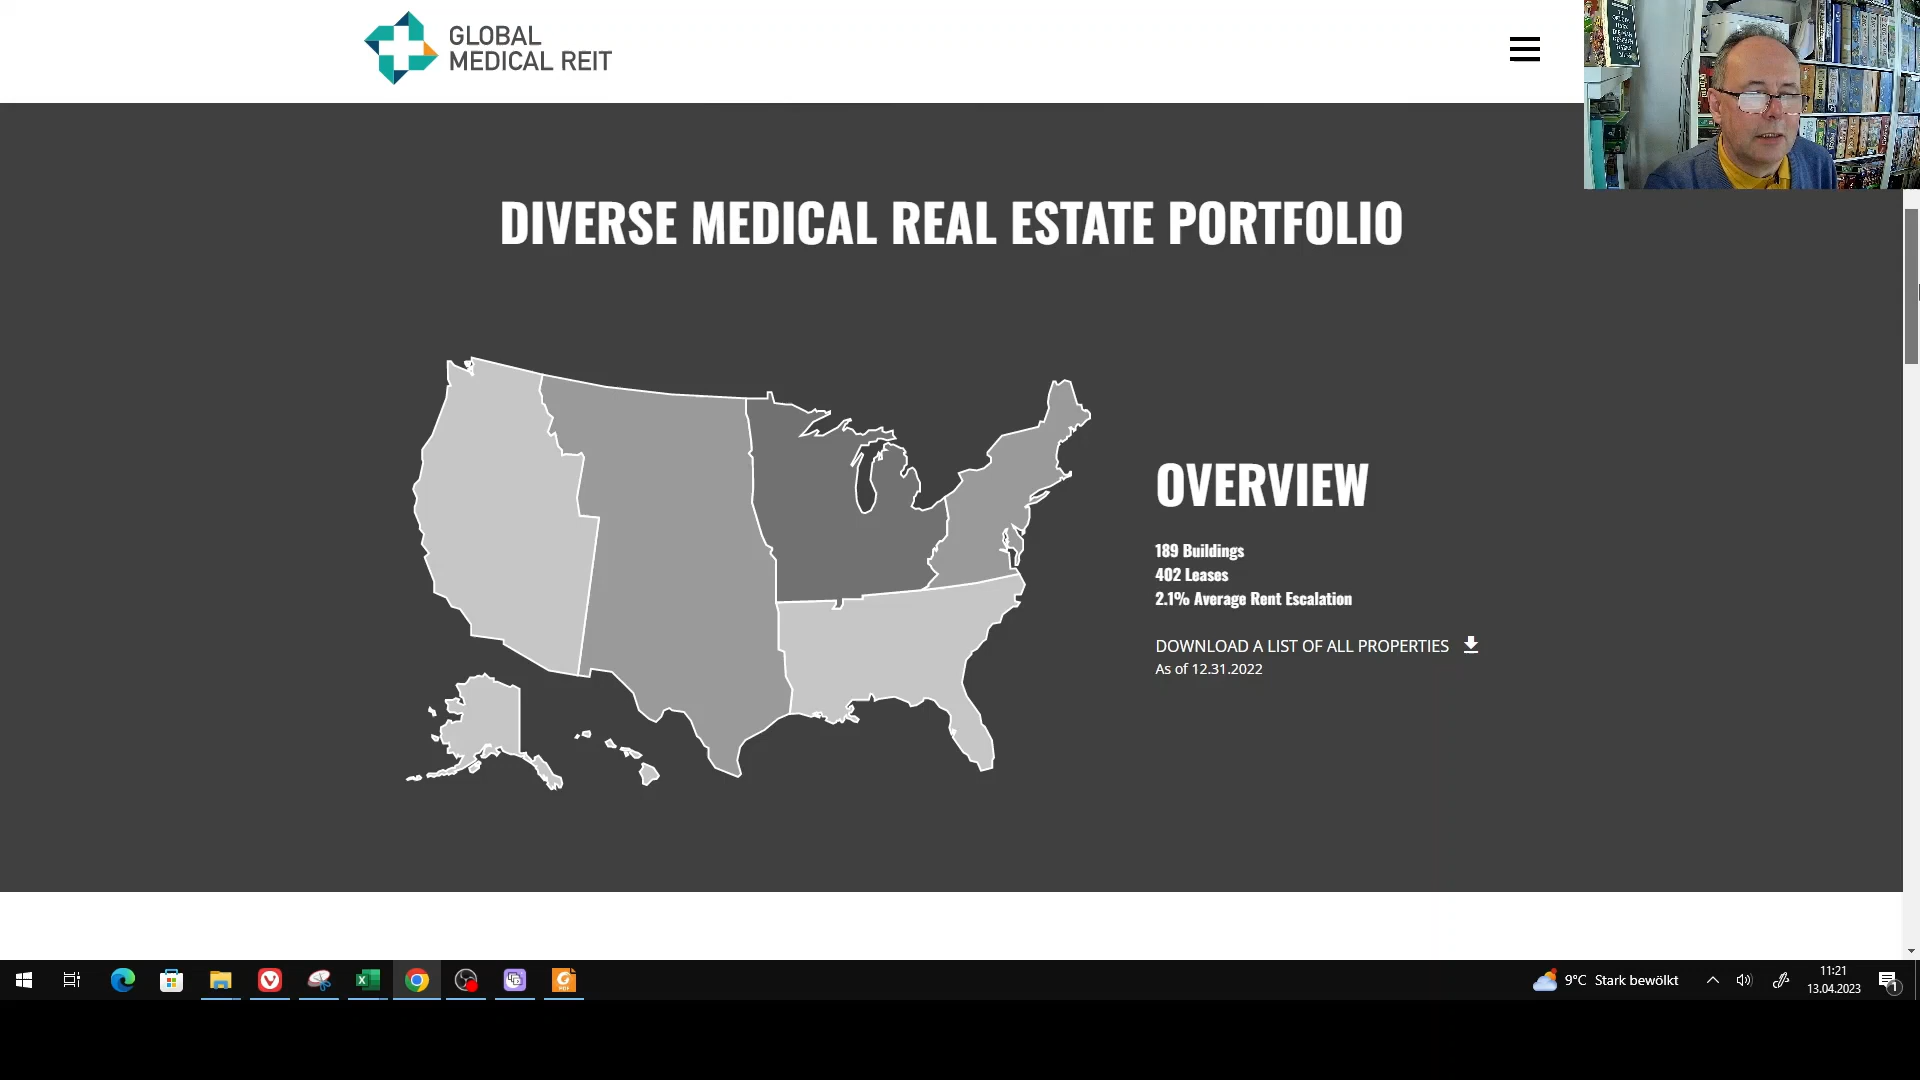 GLOBAL
MEDICAL REIT
DIVERSE MEDICAL REAL ESTATE PORTFOLIO
OVERVIEW
189 Buildings
402 Leases
2.1% Average Rent Escalation
DOWNLOAD A LIST OF ALL PROPERTIES
As of 12.31.2022
9°C Stark bewölkt
11:21
13.04.2023
1